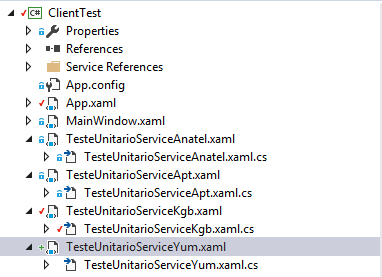 C# ClientTest
Properties
References
Service References
App.config
App.xaml
MainWindow.xaml
TesteUnitarioServiceAnatel.xaml
TesteUnitarioServiceAnatel.xaml.cs
TesteUnitarioServiceApt.xaml
TesteUnitarioServiceApt.xaml.cs
TesteUnitarioServiceKgb.xaml
TesteUnitarioServiceKgb.xaml.cs
TesteUnitarioServiceYum.xaml
TesteUnitarioServiceYum.xaml.cs